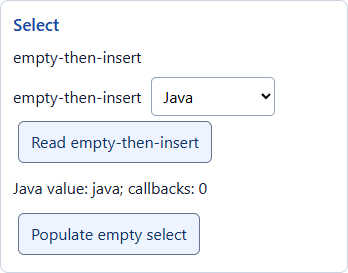 Select
empty-then-insert
empty-then-insert Java
Read empty-then-insert
Java value: java; callbacks: 0
Populate empty select